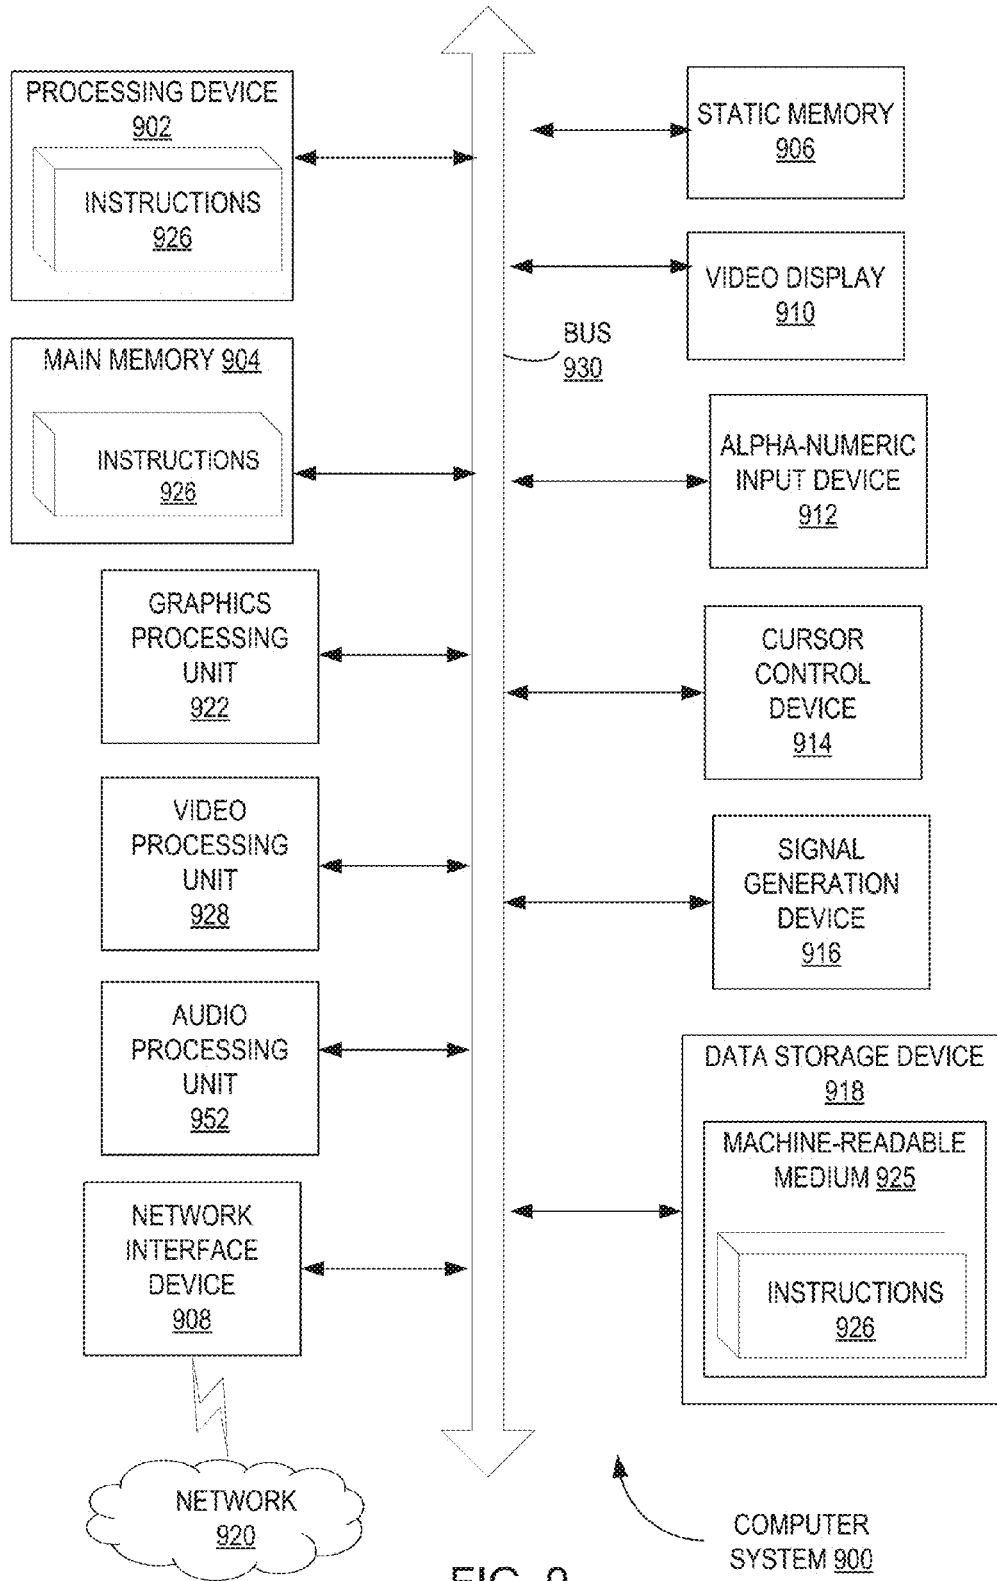 PROCESSING DEVICE
902
INSTRUCTIONS
926
MAIN MEMORY 904
INSTRUCTIONS
926
GRAPHICS
PROCESSING
UNIT
922
VIDEO
PROCESSING
UNIT
928
AUDIO
PROCESSING
UNIT
952
NETWORK
INTERFACE
DEVICE
908
NETWORK
920
BUS
930
STATIC MEMORY
906
VIDEO DISPLAY
910
ALPHA-NUMERIC
INPUT DEVICE
912
CURSOR
CONTROL
DEVICE
914
SIGNAL
GENERATION
DEVICE
916
DATA STORAGE DEVICE
918
MACHINE-READABLE
MEDIUM 925
INSTRUCTIONS
926
COMPUTER
SYSTEM 900
FIG. 9